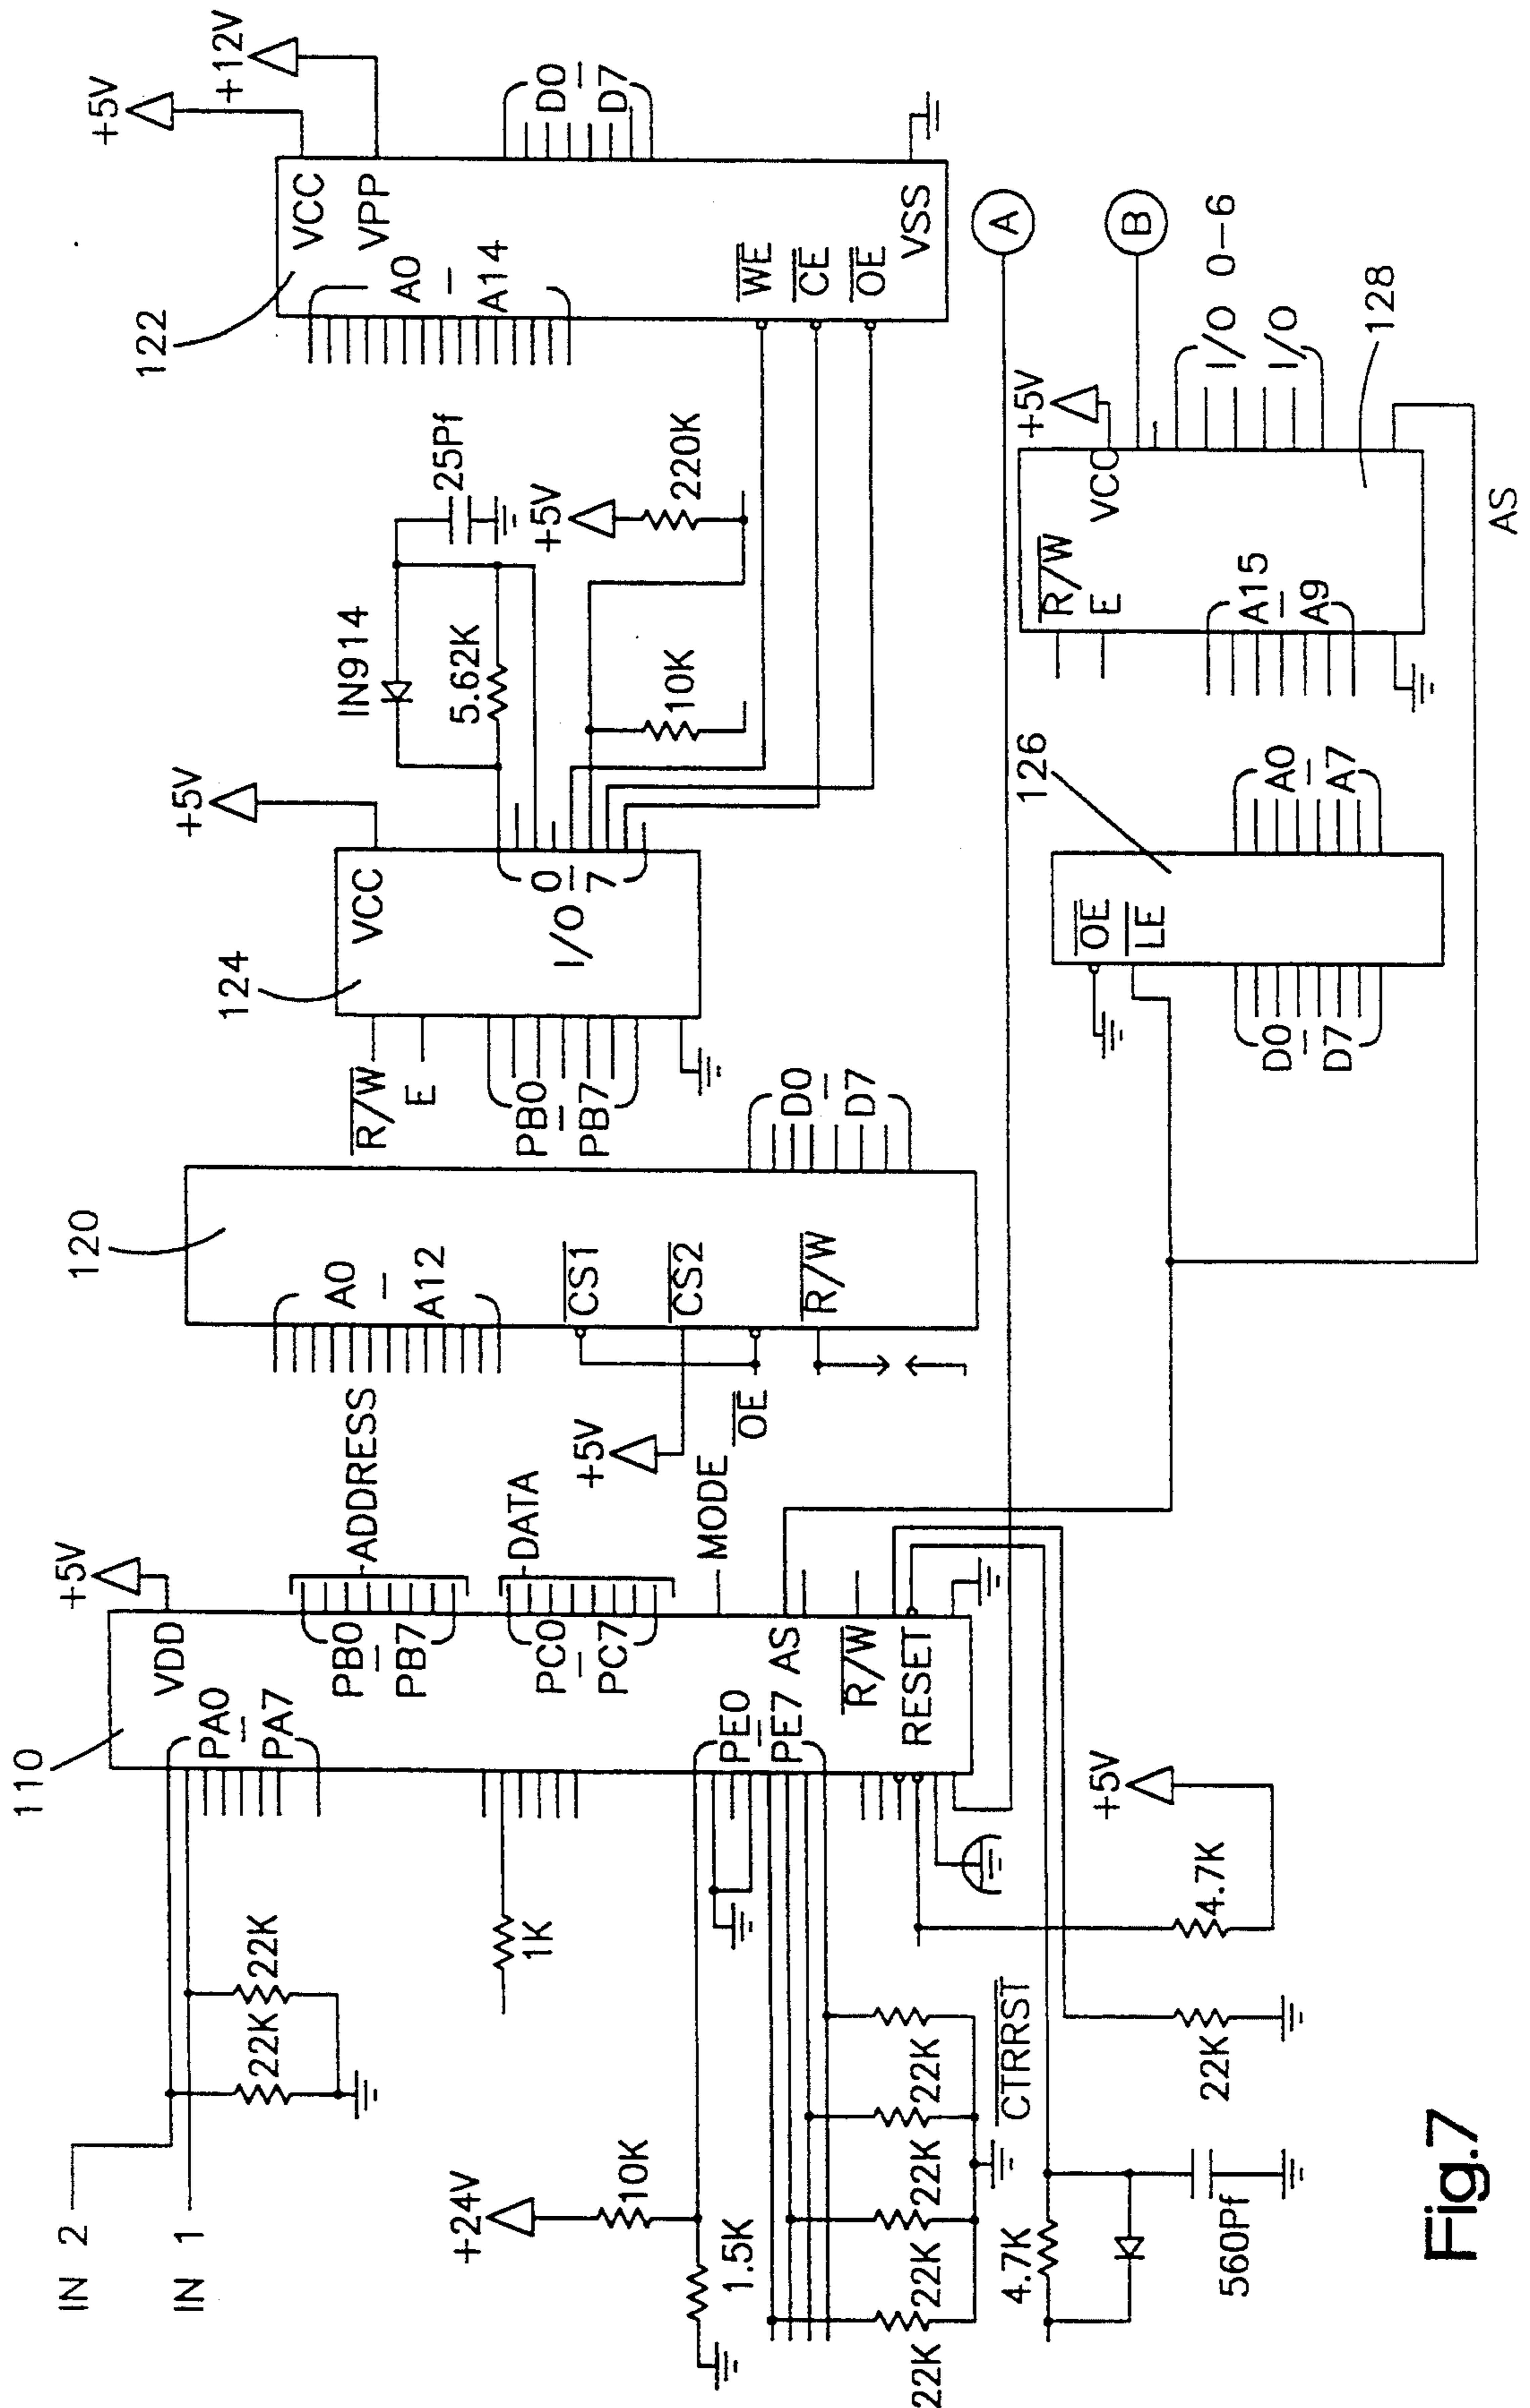 IN 2
IN 1
22K
22K
110
+5V
VDD
PA0
PA7
PB0
PB7
ADDRESS
PC0
PC7
DATA
1K
MODE
PE0
PE7
AS
R/W
RESET
+24V
10K
1.5K
22K
22K
22K
22K
CTRRST
4.7K
560Pf
22K
4.7K
+5V
120
A0
A12
CS1
CS2
+5V
OE
R/W
D0
D7
124
+5V
VCC
R/W
E
PB0
PB7
I/O
0
7
IN914
5.62K
25Pf
+5V
10K
220K
122
+5V
+12V
VCC
VPP
A0
A14
D0
D7
WE
CE
OE
VSS
A
B
126
OE
LE
D0
D7
A0
A7
R/W
E
VCO
+5V
A15
A9
I/O 0-6
I/O
128
AS
Fig.7